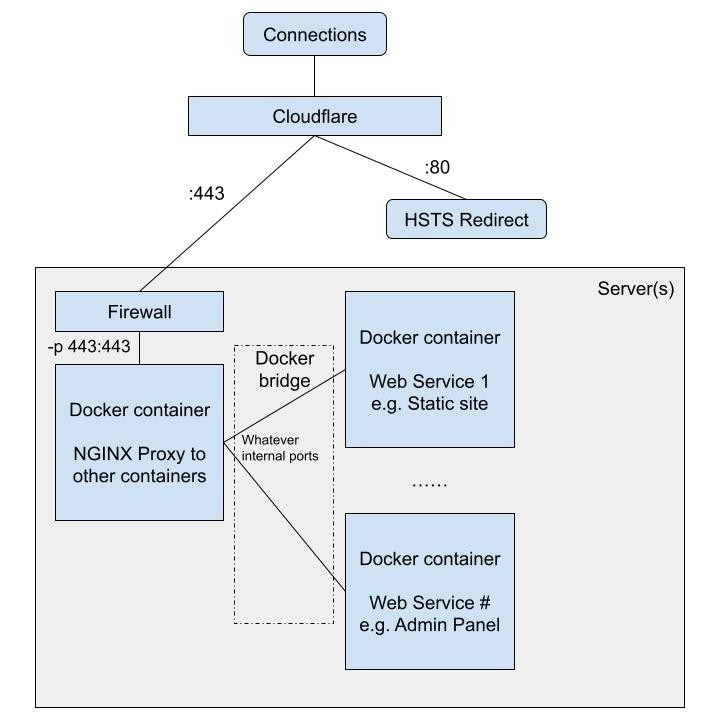 Connections
Cloudflare
:80
:443
HSTS Redirect
Server(s)
Firewall
-p 443:443
Docker container
NGINX Proxy to
other containers
Docker
bridge
Whatever
internal ports
Docker container
Web Service 1
e.g. Static site
......
Docker container
Web Service #
e.g. Admin Panel